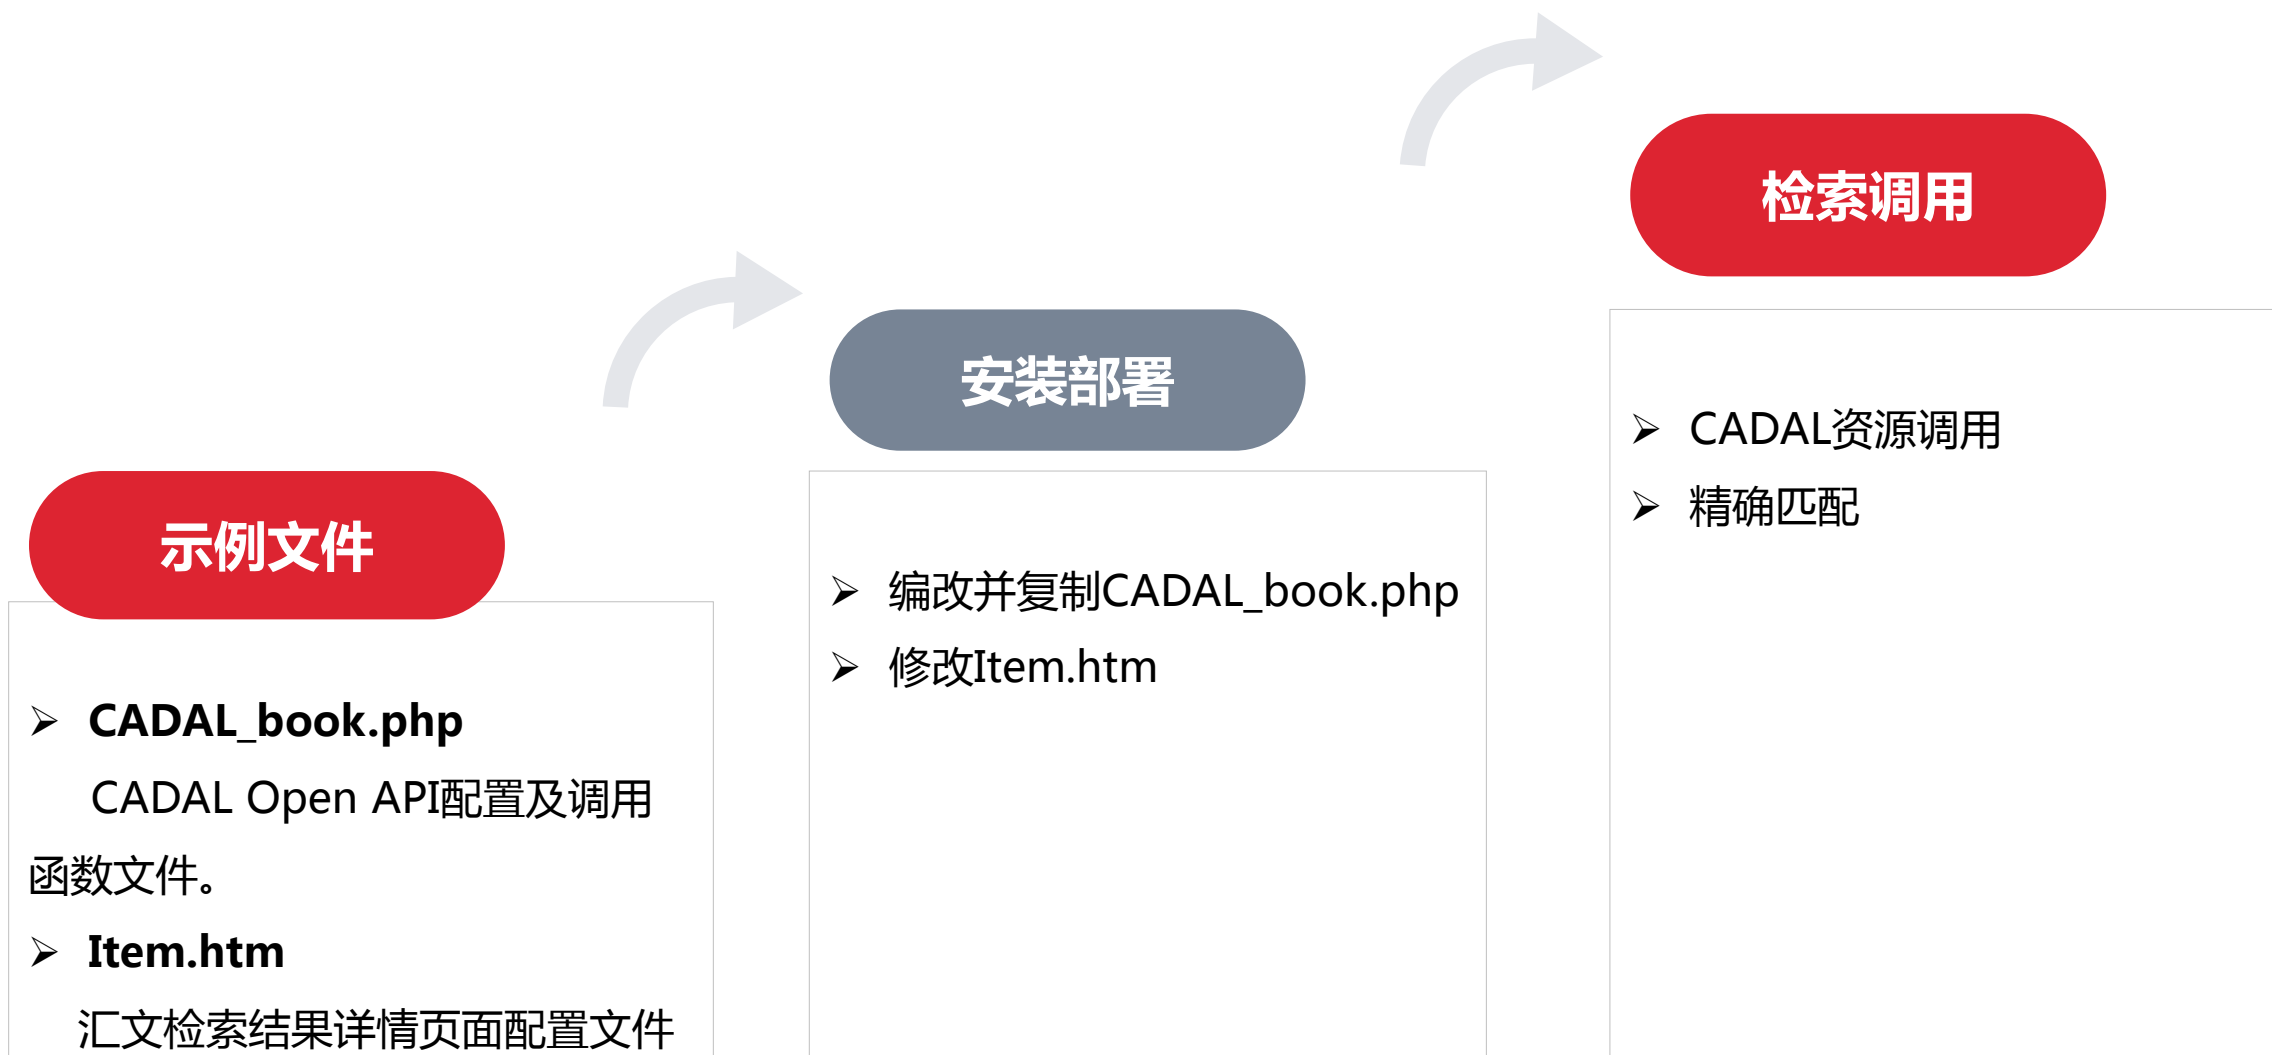 示例文件
CADAL_book.php
CADAL Open API配置及调用
函数文件。
Item.htm
汇文检索结果详情页面配置文件
安装部署
编改并复制CADAL_book.php
修改Item.htm
检索调用
CADAL资源调用
精确匹配